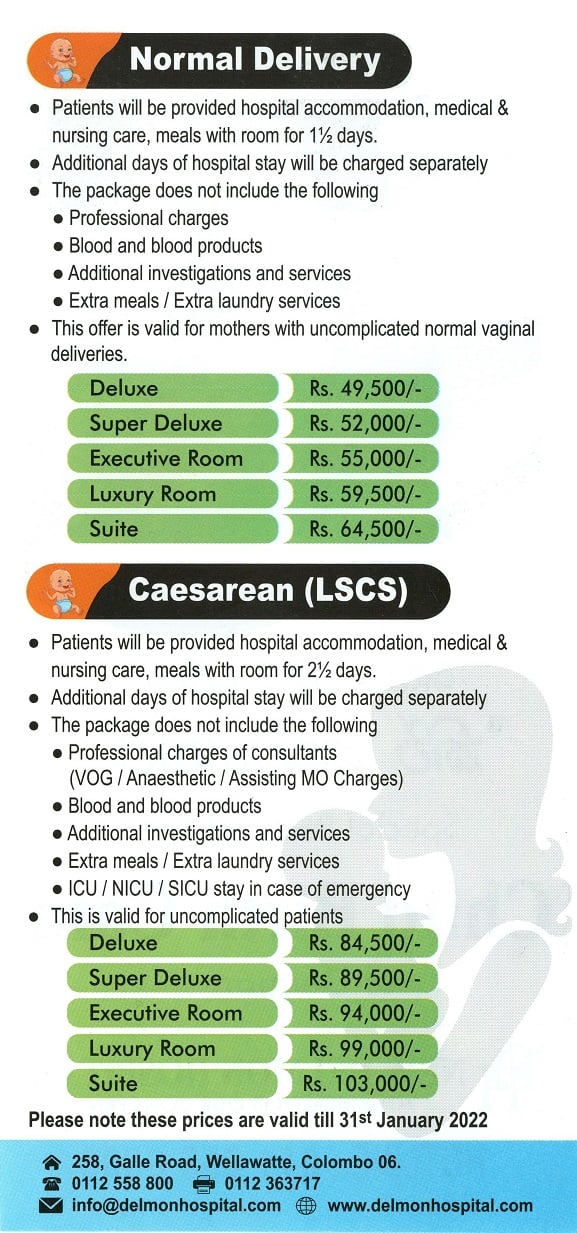 Normal Delivery
● Patients will be provided hospital accommodation, medical &
nursing care, meals with room for 1½ days.
● Additional days of hospital stay will be charged separately
● The package does not include the following
● Professional charges
● Blood and blood products
● Additional investigations and services
● Extra meals / Extra laundry services
● This offer is valid for mothers with uncomplicated normal vaginal
deliveries.
Deluxe Rs. 49,500/-
Super Deluxe Rs. 52,000/-
Executive Room Rs. 55,000/-
Luxury Room Rs. 59,500/-
Suite Rs. 64,500/-
Caesarean (LSCS)
● Patients will be provided hospital accommodation, medical &
nursing care, meals with room for 2½ days.
● Additional days of hospital stay will be charged separately
● The package does not include the following
● Professional charges of consultants
(VOG / Anaesthetic / Assisting MO Charges)
● Blood and blood products
● Additional investigations and services
● Extra meals / Extra laundry services
● ICU / NICU / SICU stay in case of emergency
● This is valid for uncomplicated patients
Deluxe Rs. 84,500/-
Super Deluxe Rs. 89,500/-
Executive Room Rs. 94,000/-
Luxury Room Rs. 99,000/-
Suite Rs. 103,000/-
Please note these prices are valid till 31st January 2022
258, Galle Road, Wellawatte, Colombo 06.
0112 558 800 0112 363717
info@delmonhospital.com www.delmonhospital.com